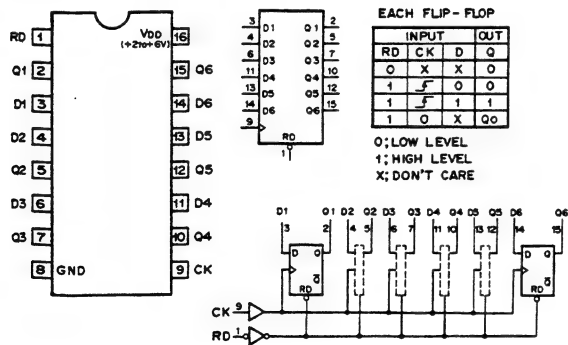 RD 1
Q1 2
D1 3
D2 4
Q2 5
D3 6
Q3 7
8 GND
VDD 16
(+2to+6V)
15 Q6
14 D6
13 D5
12 Q5
11 D4
10 Q4
9 CK
3 D1 Q1 2
4 D2 Q2 5
6 D3 Q3 7
11 D4 Q4 10
13 D5 Q5 12
14 D6 Q6 15
9
RD
1
EACH FLIP-FLOP
INPUT OUT
RD CK D Q
0 X X 0
1 0 0
1 1 1
1 0 X Qo
0; LOW LEVEL
1; HIGH LEVEL
X; DON'T CARE
D1 Q1 D2 Q2 D3 Q3 D4 Q4 D5 Q5 D6 Q6
3 2 4 5 6 7 11 10 13 12 14 15
D Q D Q
Q Q
RD RD
CK 9
RD 1